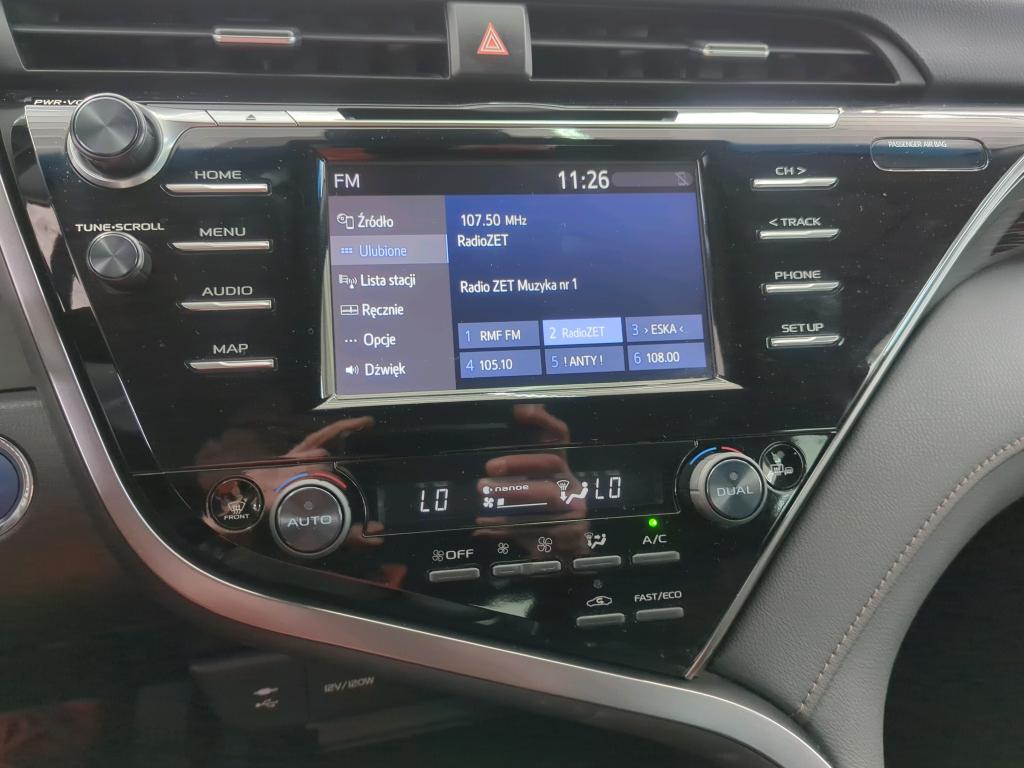 PWR•VOL
PASSENGER AIR BAG
HOME
MENU
AUDIO
MAP
TUNE•SCROLL
FM
11:26
Źródło
Ulubione
Lista stacji
Ręcznie
Opcje
Dźwięk
107.50 MHz
RadioZET
Radio ZET Muzyka nr 1
1 RMF FM
2 RadioZET
3 › ESKA ‹
4 105.10
5 ! ANTY !
6 108.00
CH >
< TRACK
PHONE
SETUP
FRONT
AUTO
LO
nanoe
LO
DUAL
OFF
A/C
FAST/ECO
12V/120W